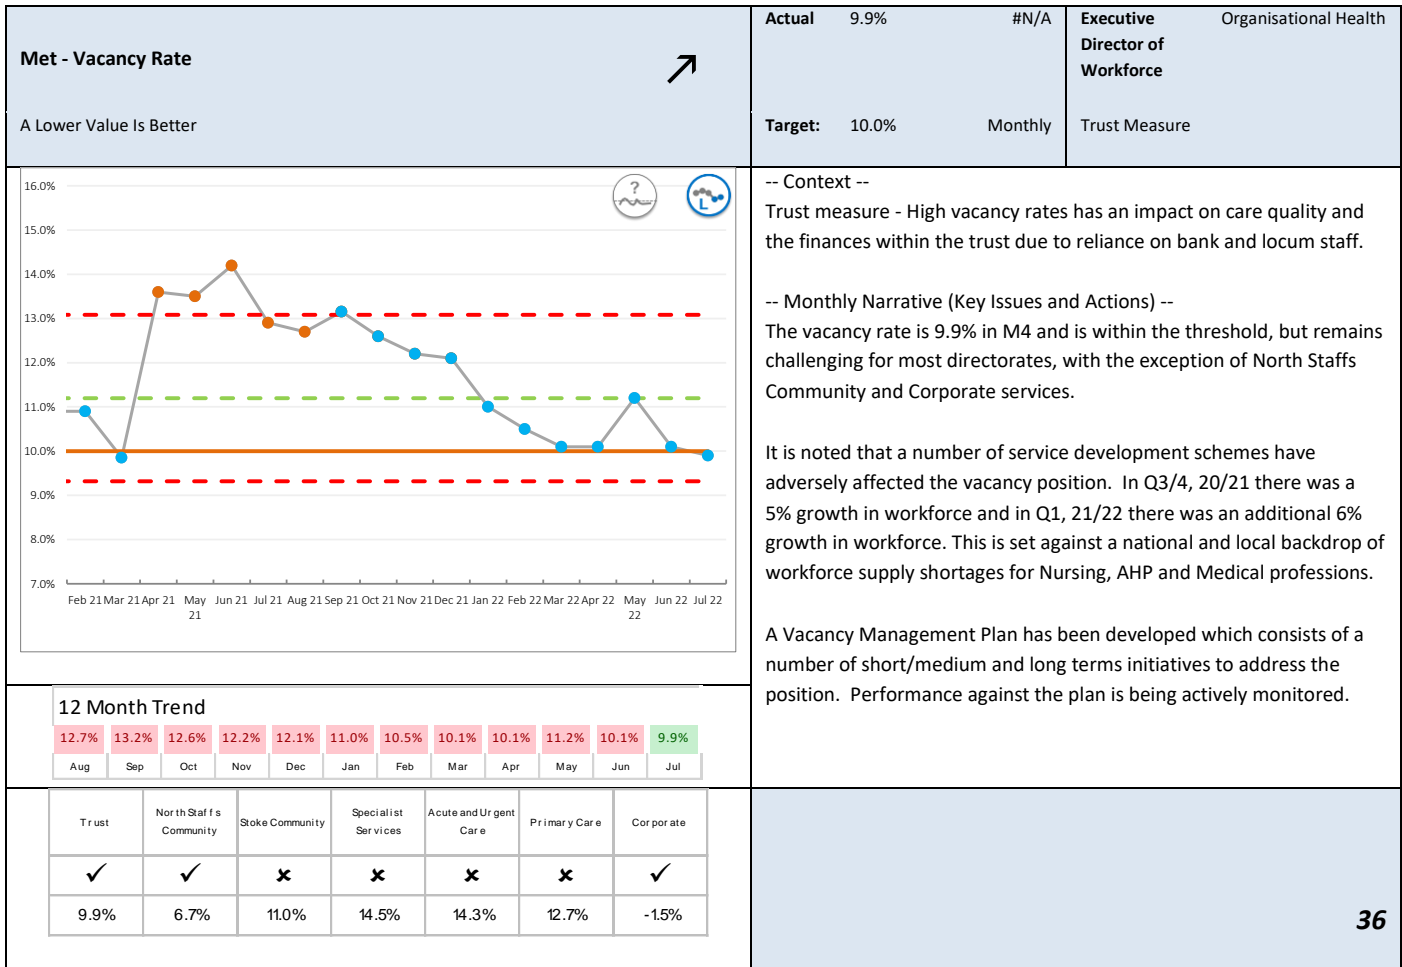 Met - Vacancy Rate
A Lower Value Is Better
Actual 9.9% #N/A
Target: 10.0% Monthly
Executive Organisational Health
Director of
Workforce
Trust Measure
16.0%
15.0%
14.0%
13.0%
12.0%
11.0%
10.0%
9.0%
8.0%
7.0%
?
L
Feb 21 Mar 21 Apr 21 May Jun 21 Jul 21 Aug 21 Sep 21 Oct 21 Nov 21 Dec 21 Jan 22 Feb 22 Mar 22 Apr 22 May Jun 22 Jul 22
21 22
-- Context --
Trust measure - High vacancy rates has an impact on care quality and
the finances within the trust due to reliance on bank and locum staff.
-- Monthly Narrative (Key Issues and Actions) --
The vacancy rate is 9.9% in M4 and is within the threshold, but remains
challenging for most directorates, with the exception of North Staffs
Community and Corporate services.
It is noted that a number of service development schemes have
adversely affected the vacancy position. In Q3/4, 20/21 there was a
5% growth in workforce and in Q1, 21/22 there was an additional 6%
growth in workforce. This is set against a national and local backdrop of
workforce supply shortages for Nursing, AHP and Medical professions.
A Vacancy Management Plan has been developed which consists of a
number of short/medium and long terms initiatives to address the
position. Performance against the plan is being actively monitored.
12 Month Trend
12.7% 13.2% 12.6% 12.2% 12.1% 11.0% 10.5% 10.1% 10.1% 11.2% 10.1% 9.9%
Aug Sep Oct Nov Dec Jan Feb Mar Apr May Jun Jul
Trust North Staffs Stoke Community Specialist Acute and Urgent Primary Care Corporate
Community Services Care
✓ ✓ ✗ ✗ ✗ ✗ ✓
9.9% 6.7% 11.0% 14.5% 14.3% 12.7% -1.5%
36